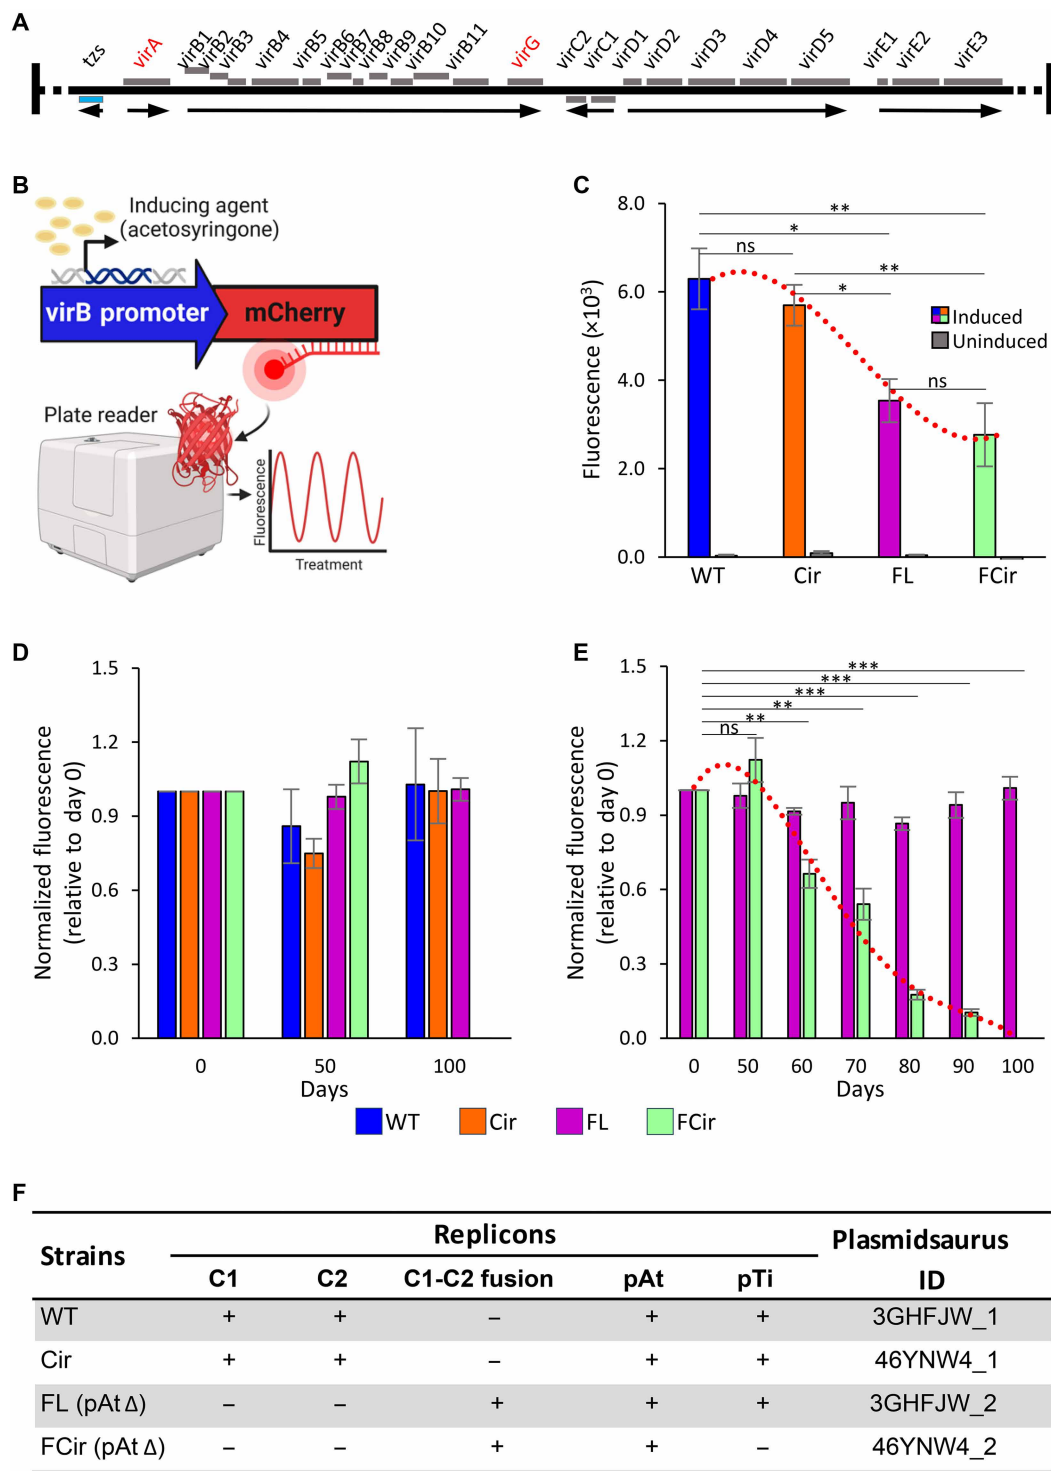 A
tzs virA virB1 virB2 virB3 virB4 virB5 virB6 virB7 virB8 virB9 virB10 virB11 virG virC2 virC1 virD1 virD2 virD3 virD4 virD5 virE1 virE2 virE3
B
Inducing agent
(acetosyringone)
virB promoter
mCherry
Plate reader
Fluorescence
Treatment
C
Fluorescence (×10³)
8.0
6.0
4.0
2.0
0.0
**
*
ns
**
*
ns
Induced
Uninduced
WT Cir FL FCir
D
Normalized fluorescence
(relative to day 0)
1.5
1.2
0.9
0.6
0.3
0.0
0 50 100
Days
E
Normalized fluorescence
(relative to day 0)
1.5
1.2
0.9
0.6
0.3
0.0
***
***
***
**
**
ns
0 50 60 70 80 90 100
Days
WT Cir FL FCir
F
Strains Replicons Plasmidsaurus
C1 C2 C1-C2 fusion pAt pTi ID
WT + + – + + 3GHFJW_1
Cir + + – + + 46YNW4_1
FL (pAt Δ) – – + + + 3GHFJW_2
FCir (pAt Δ) – – + + – 46YNW4_2